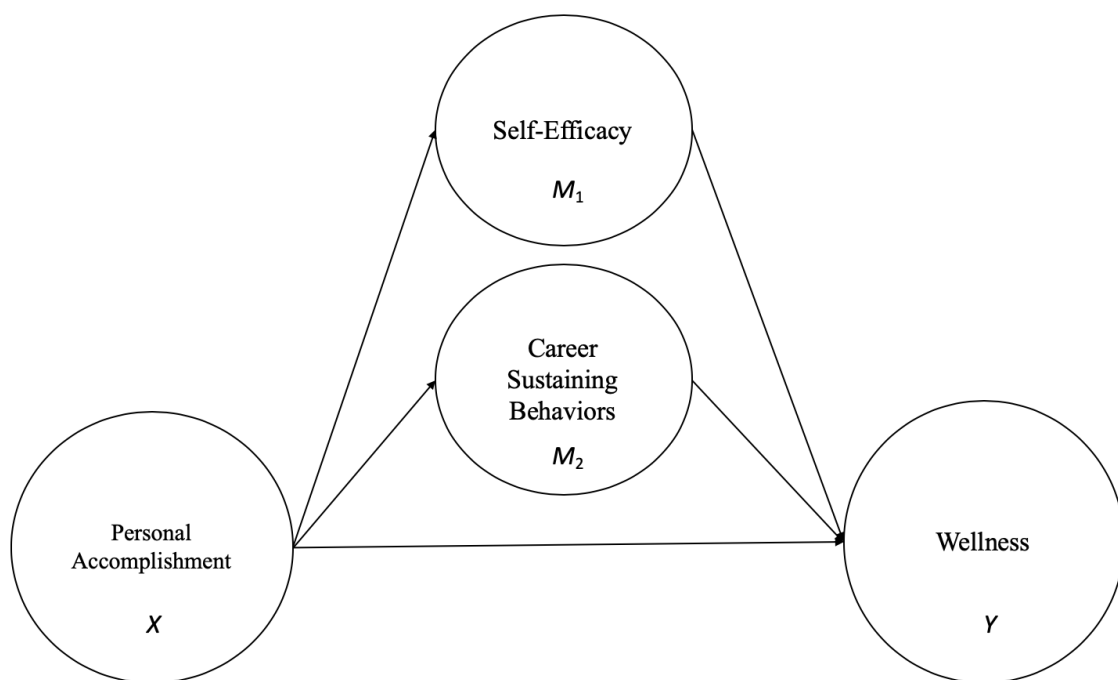 Self-Efficacy
M₁
Career
Sustaining
Behaviors
M₂
Personal
Accomplishment
X
Wellness
Y